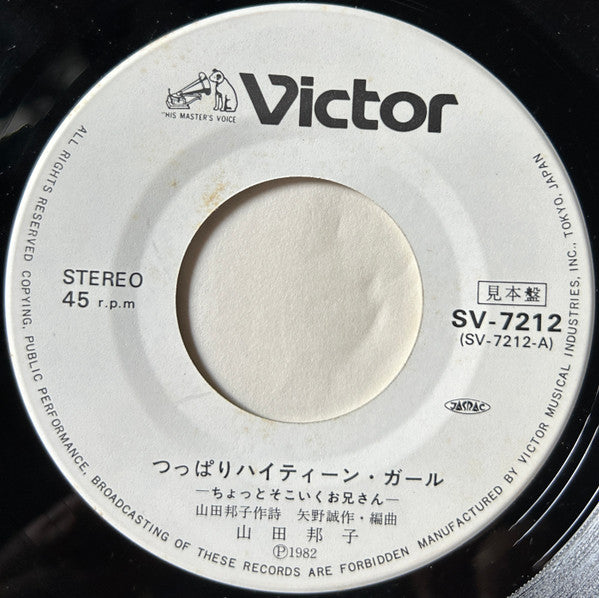 "HIS MASTER'S VOICE"
Victor
STEREO
45 r.p.m
見本盤
SV-7212
(SV-7212-A)
JASRAC
つっぱりハイティーン・ガール
—ちょっとそこいくお兄さん—
山田邦子作詩 矢野誠作・編曲
山田邦子
Ⓟ1982
ALL RIGHTS RESERVED COPYING, PUBLIC PERFORMANCE, BROADCASTING OF THESE RECORDS ARE FORBIDDEN MANUFACTURED BY VICTOR MUSICAL INDUSTRIES, INC., TOKYO, JAPAN